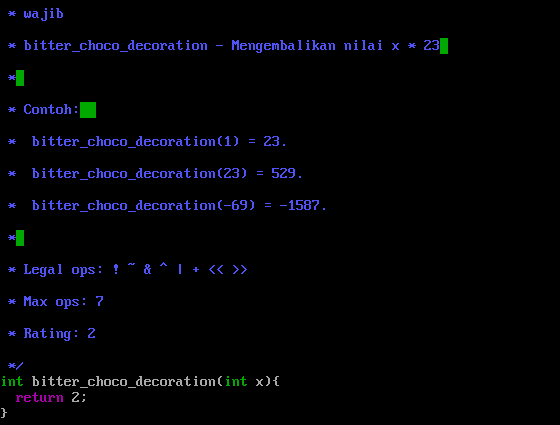 * wajib
* bitter_choco_decoration - Mengembalikan nilai x * 23
*
* Contoh:
*  bitter_choco_decoration(1) = 23.
*  bitter_choco_decoration(23) = 529.
*  bitter_choco_decoration(-69) = -1587.
*
* Legal ops: ! ~ & ^ | + << >>
* Max ops: 7
* Rating: 2
*/
int bitter_choco_decoration(int x){
  return 2;
}